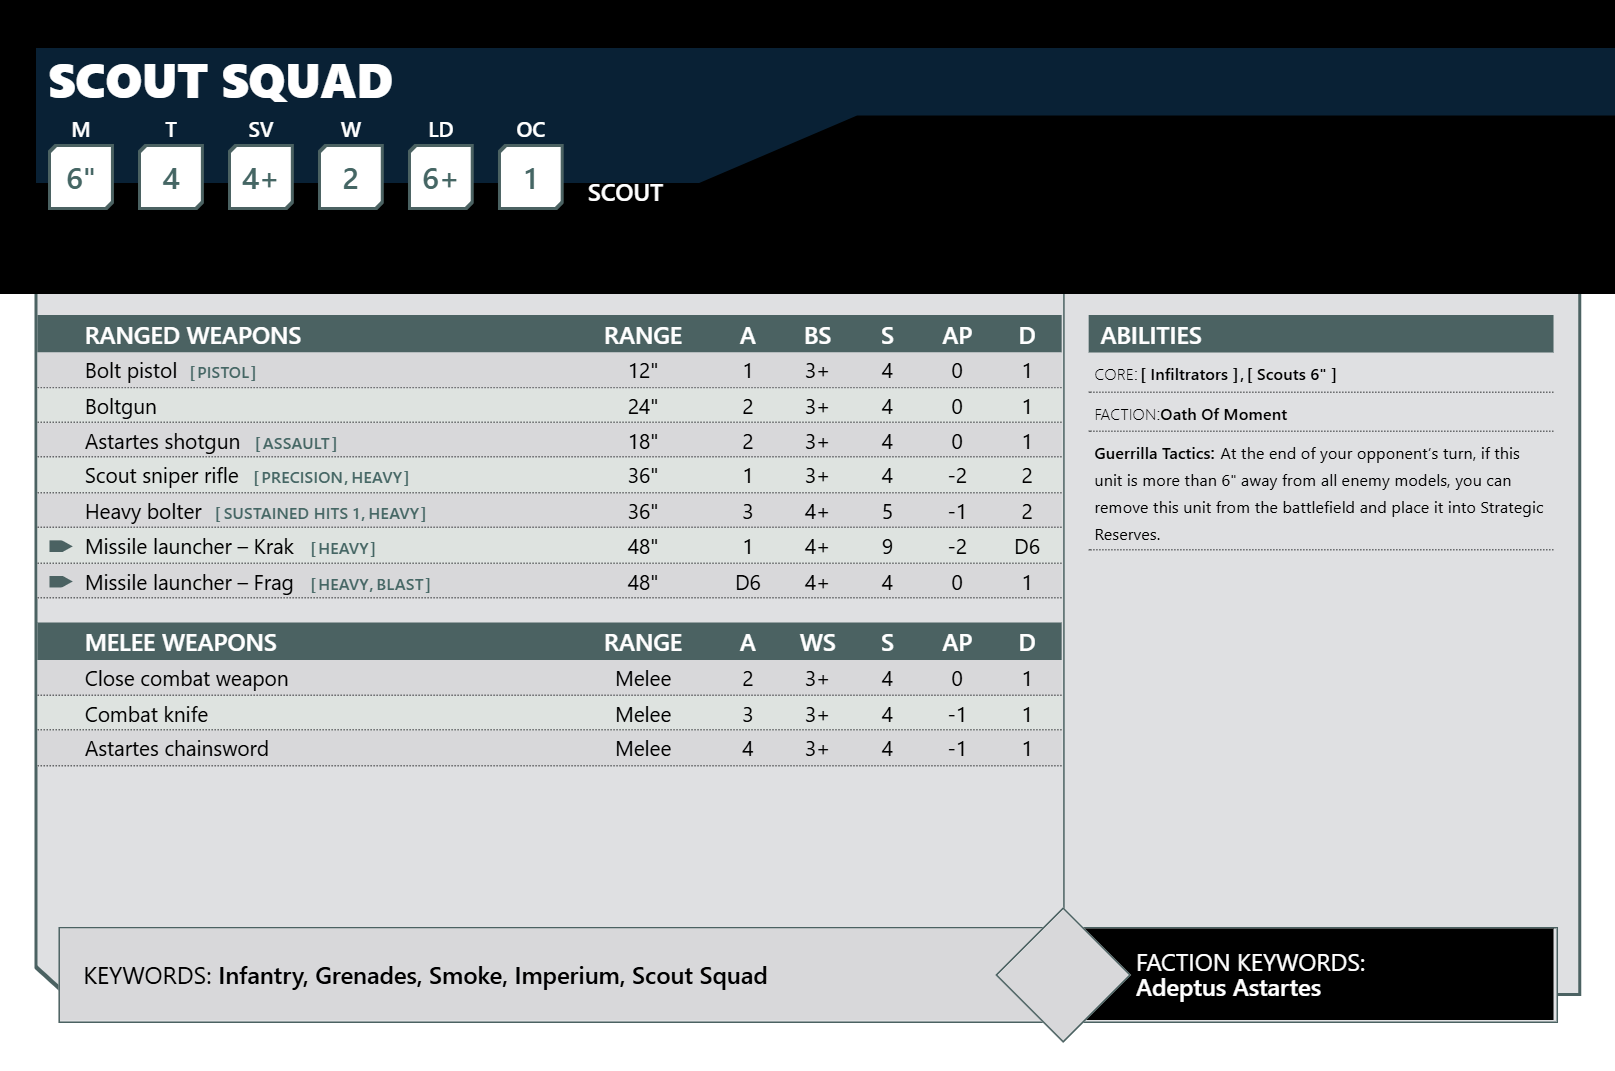 SCOUT SQUAD
M T SV W LD OC
6" 4 4+ 2 6+ 1 SCOUT
RANGED WEAPONS RANGE A BS S AP D
Bolt pistol [PISTOL] 12" 1 3+ 4 0 1
Boltgun 24" 2 3+ 4 0 1
Astartes shotgun [ASSAULT] 18" 2 3+ 4 0 1
Scout sniper rifle [PRECISION, HEAVY] 36" 1 3+ 4 -2 2
Heavy bolter [SUSTAINED HITS 1, HEAVY] 36" 3 4+ 5 -1 2
Missile launcher – Krak [HEAVY] 48" 1 4+ 9 -2 D6
Missile launcher – Frag [HEAVY, BLAST] 48" D6 4+ 4 0 1
MELEE WEAPONS RANGE A WS S AP D
Close combat weapon Melee 2 3+ 4 0 1
Combat knife Melee 3 3+ 4 -1 1
Astartes chainsword Melee 4 3+ 4 -1 1
ABILITIES
CORE: [ Infiltrators ], [ Scouts 6" ]
FACTION:Oath Of Moment
Guerrilla Tactics: At the end of your opponent’s turn, if this
unit is more than 6" away from all enemy models, you can
remove this unit from the battlefield and place it into Strategic
Reserves.
KEYWORDS: Infantry, Grenades, Smoke, Imperium, Scout Squad
FACTION KEYWORDS:
Adeptus Astartes